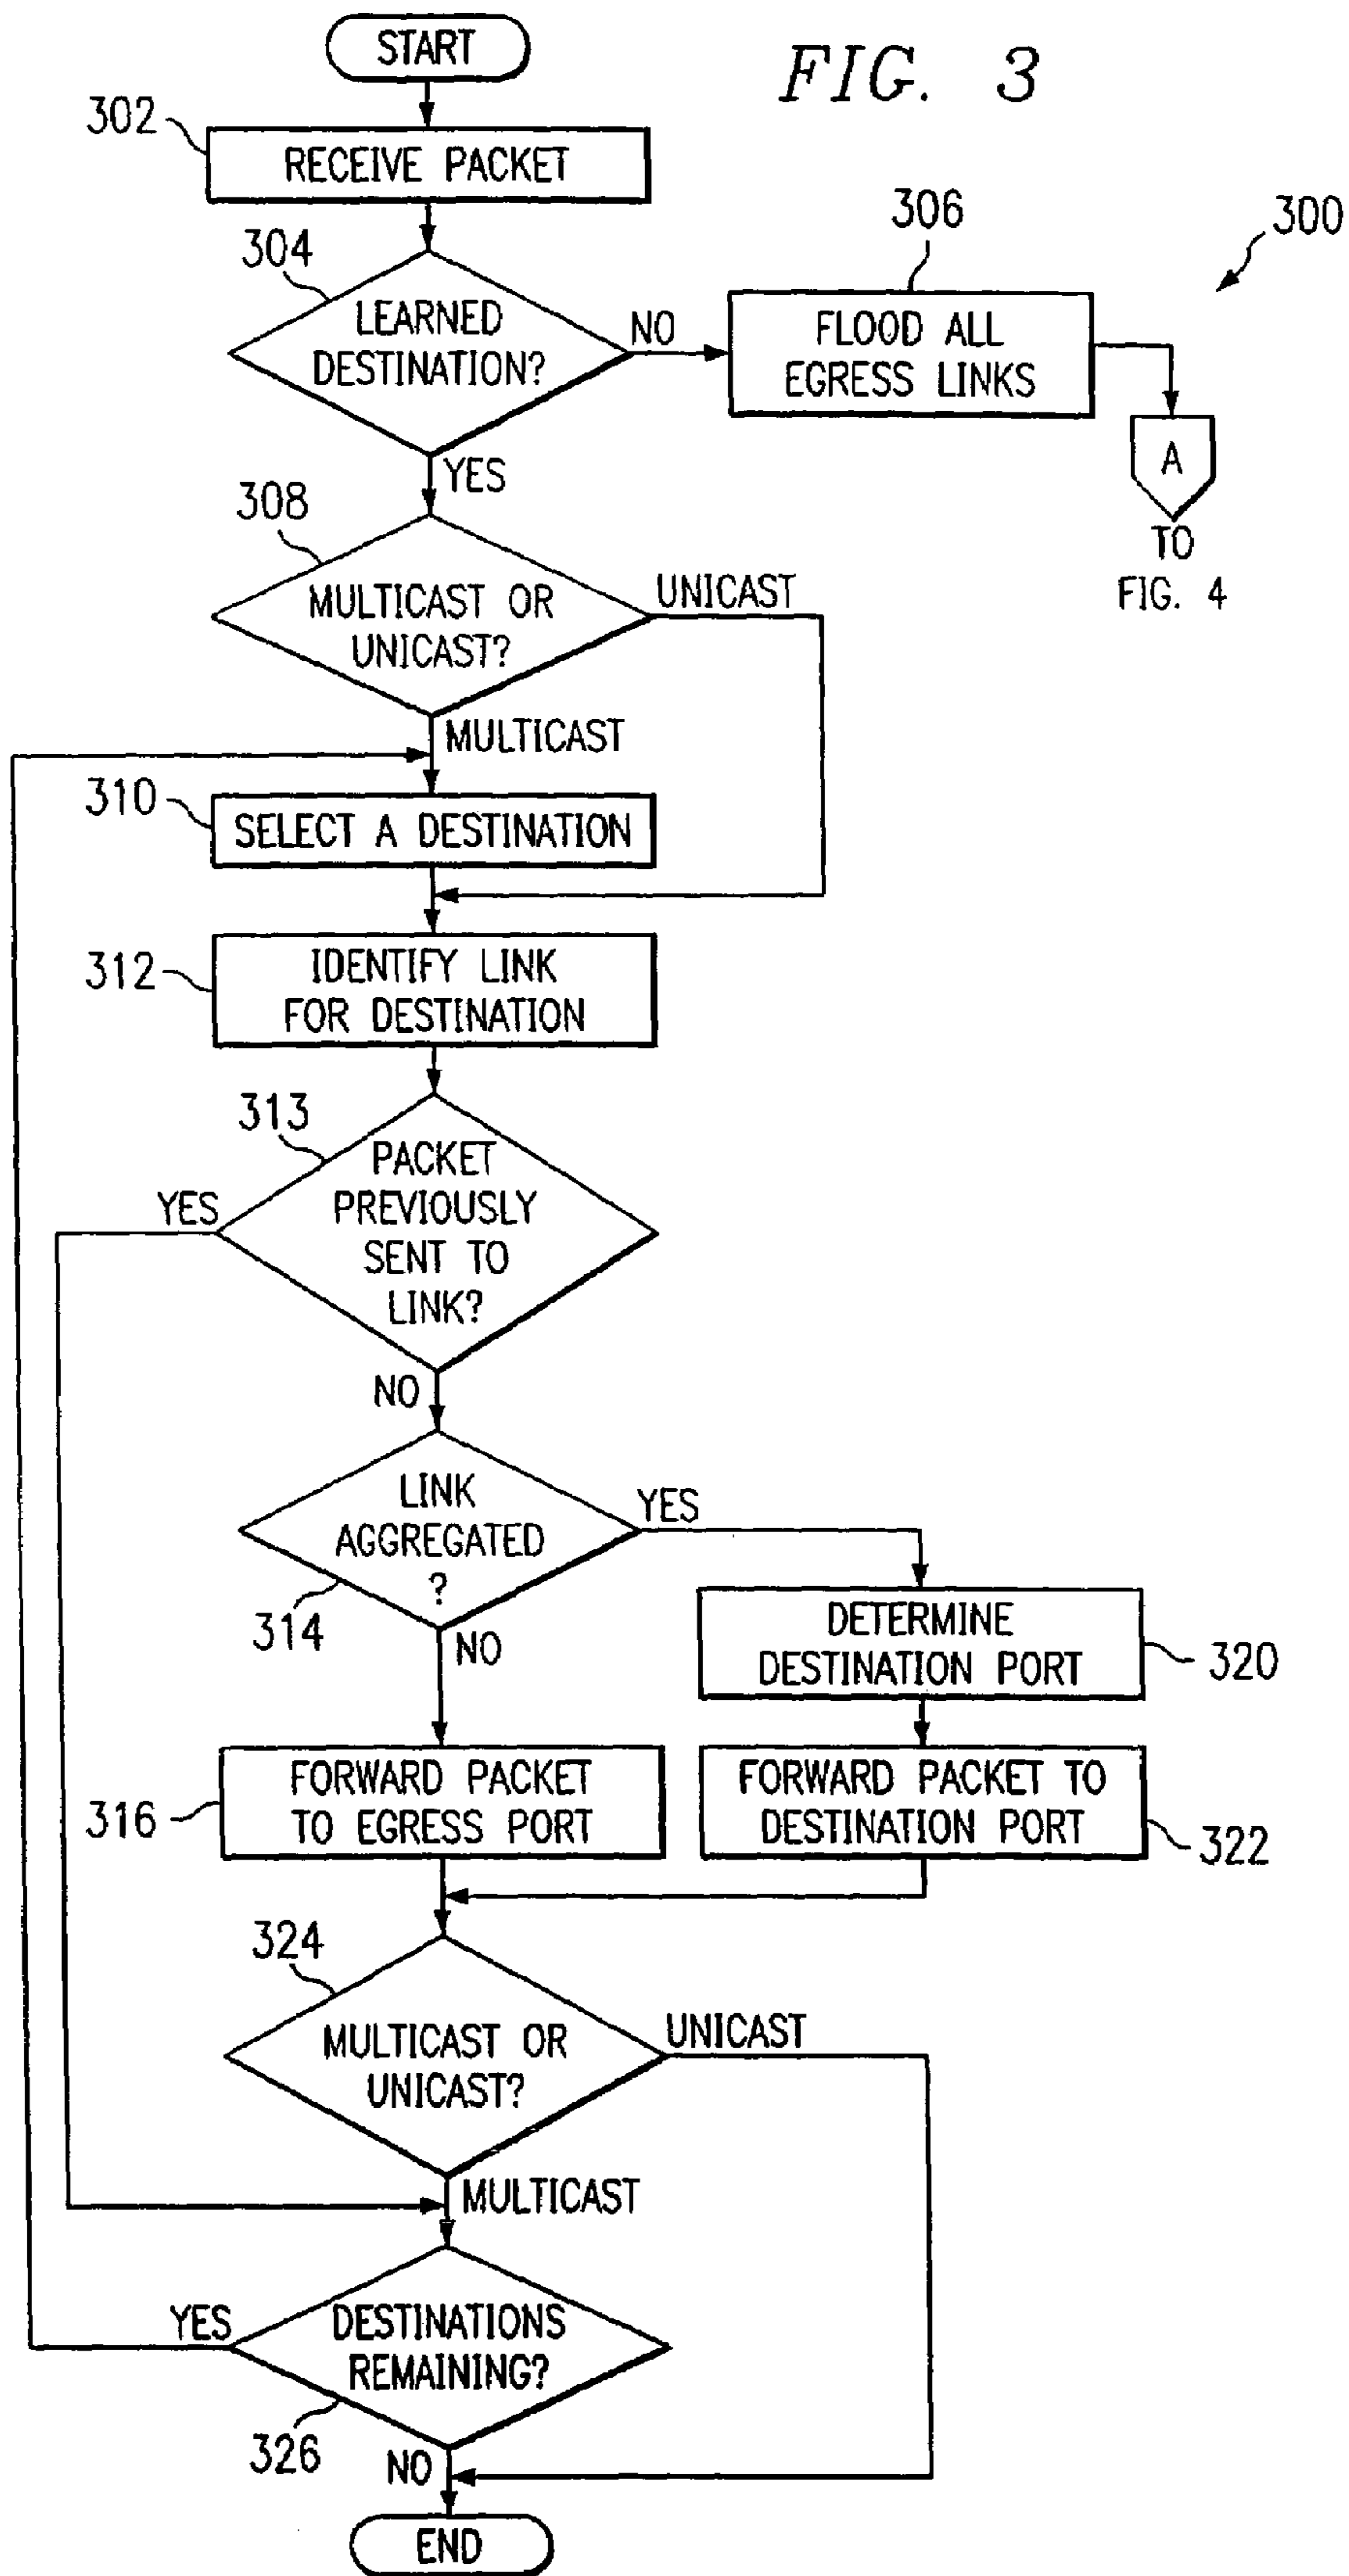 START
FIG. 3
302
RECEIVE PACKET
306
300
304
LEARNED
DESTINATION?
NO
FLOOD ALL
EGRESS LINKS
A
TO
FIG. 4
YES
308
MULTICAST OR
UNICAST?
UNICAST
MULTICAST
310
SELECT A DESTINATION
312
IDENTIFY LINK
FOR DESTINATION
313
PACKET
PREVIOUSLY
SENT TO
LINK?
YES
NO
LINK
AGGREGATED
?
YES
314
NO
DETERMINE
DESTINATION PORT
320
316
FORWARD PACKET
TO EGRESS PORT
FORWARD PACKET TO
DESTINATION PORT
322
324
MULTICAST OR
UNICAST?
UNICAST
MULTICAST
YES
DESTINATIONS
REMAINING?
326
NO
END